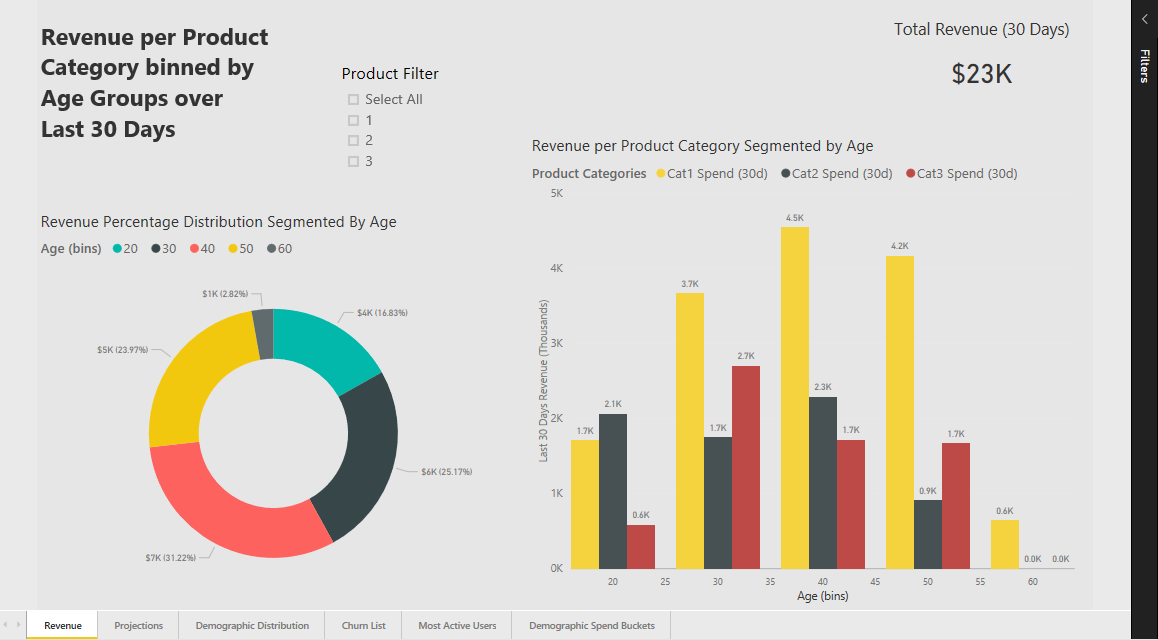 Revenue per Product
Category binned by
Age Groups over
Last 30 Days
Product Filter
Select All
1
2
3
Total Revenue (30 Days)
$23K
Filters
Revenue Percentage Distribution Segmented By Age
Age (bins) 20 30 40 50 60
$1K (2.82%)
$4K (16.83%)
$5K (23.97%)
$6K (25.17%)
$7K (31.22%)
Revenue per Product Category Segmented by Age
Product Categories Cat1 Spend (30d) Cat2 Spend (30d) Cat3 Spend (30d)
Last 30 Days Revenue (Thousands)
5K
4K
3K
2K
1K
0K
1.7K 2.1K 0.6K
3.7K 1.7K 2.7K
4.5K 2.3K 1.7K
4.2K 0.9K 1.7K
0.6K 0.0K 0.0K
20 25 30 35 40 45 50 55 60
Age (bins)
Revenue Projections Demographic Distribution Churn List Most Active Users Demographic Spend Buckets